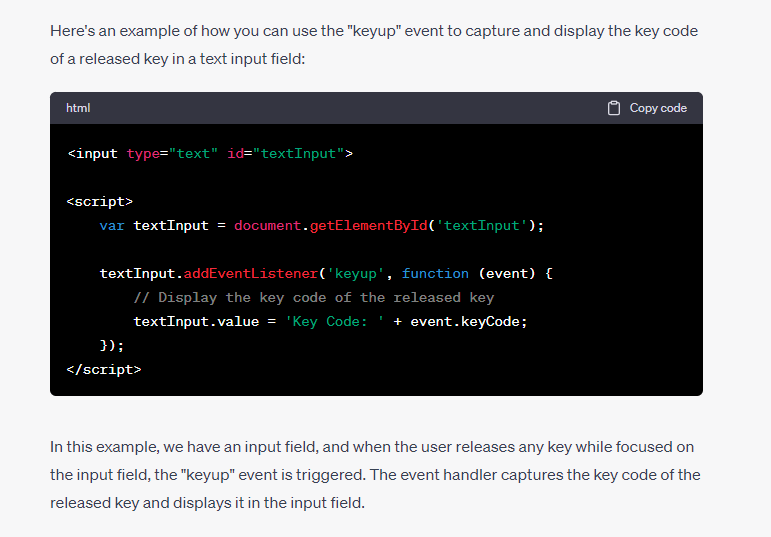 Here's an example of how you can use the "keyup" event to capture and display the key code
of a released key in a text input field:
html
Copy code
<input type="text" id="textInput">
<script>
    var textInput = document.getElementById('textInput');
    textInput.addEventListener('keyup', function (event) {
        // Display the key code of the released key
        textInput.value = 'Key Code: ' + event.keyCode;
    });
</script>
In this example, we have an input field, and when the user releases any key while focused on
the input field, the "keyup" event is triggered. The event handler captures the key code of the
released key and displays it in the input field.